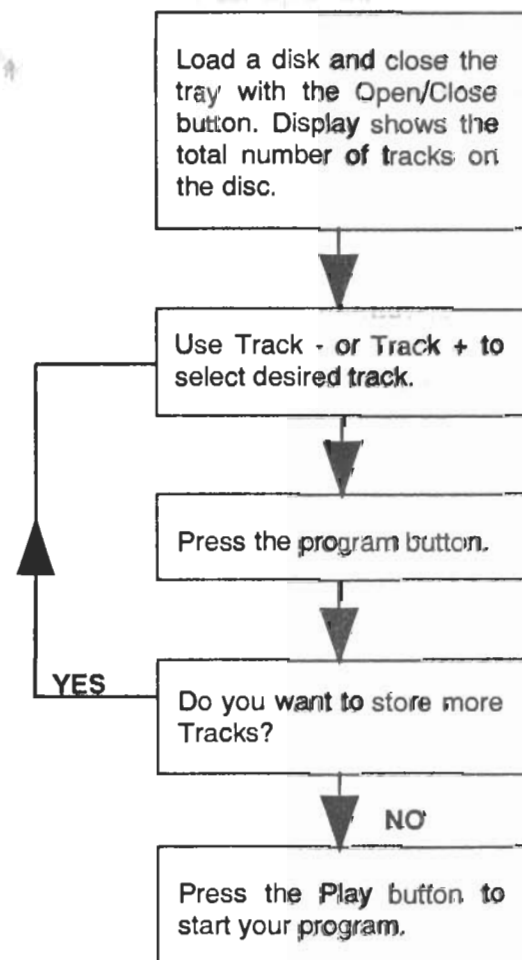 Load a disk and close the
tray with the Open/Close
button. Display shows the
total number of tracks on
the disc.
Use Track - or Track + to
select desired track.
Press the program button.
YES
Do you want to store more
Tracks?
NO
Press the Play button to
start your program.